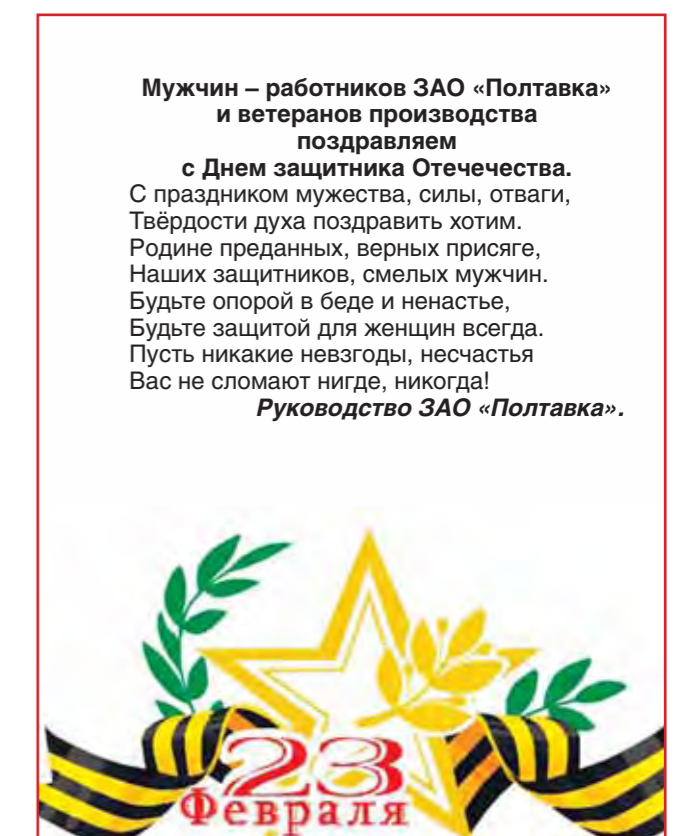 Мужчин – работников ЗАО «Полтавка»
и ветеранов производства
поздравляем
с Днем защитника Отечечества.
С праздником мужества, силы, отваги,
Твёрдости духа поздравить хотим.
Родине преданных, верных присяге,
Наших защитников, смелых мужчин.
Будьте опорой в беде и ненастье,
Будьте защитой для женщин всегда.
Пусть никакие невзгоды, несчастья
Вас не сломают нигде, никогда!
Руководство ЗАО «Полтавка».
23
Февраля